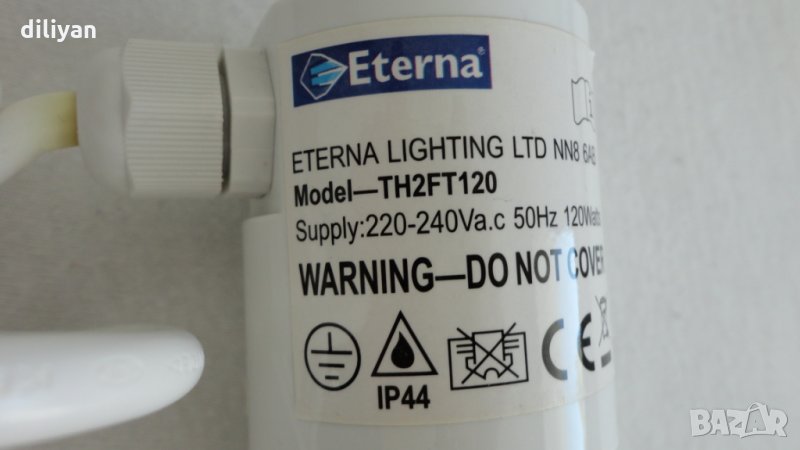 diliyan
Eterna®
ETERNA LIGHTING LTD NN8 6AB
Model—TH2FT120
Supply:220-240Va.c 50Hz 120Watts
WARNING—DO NOT COVER
IP44
CE
BAZAR